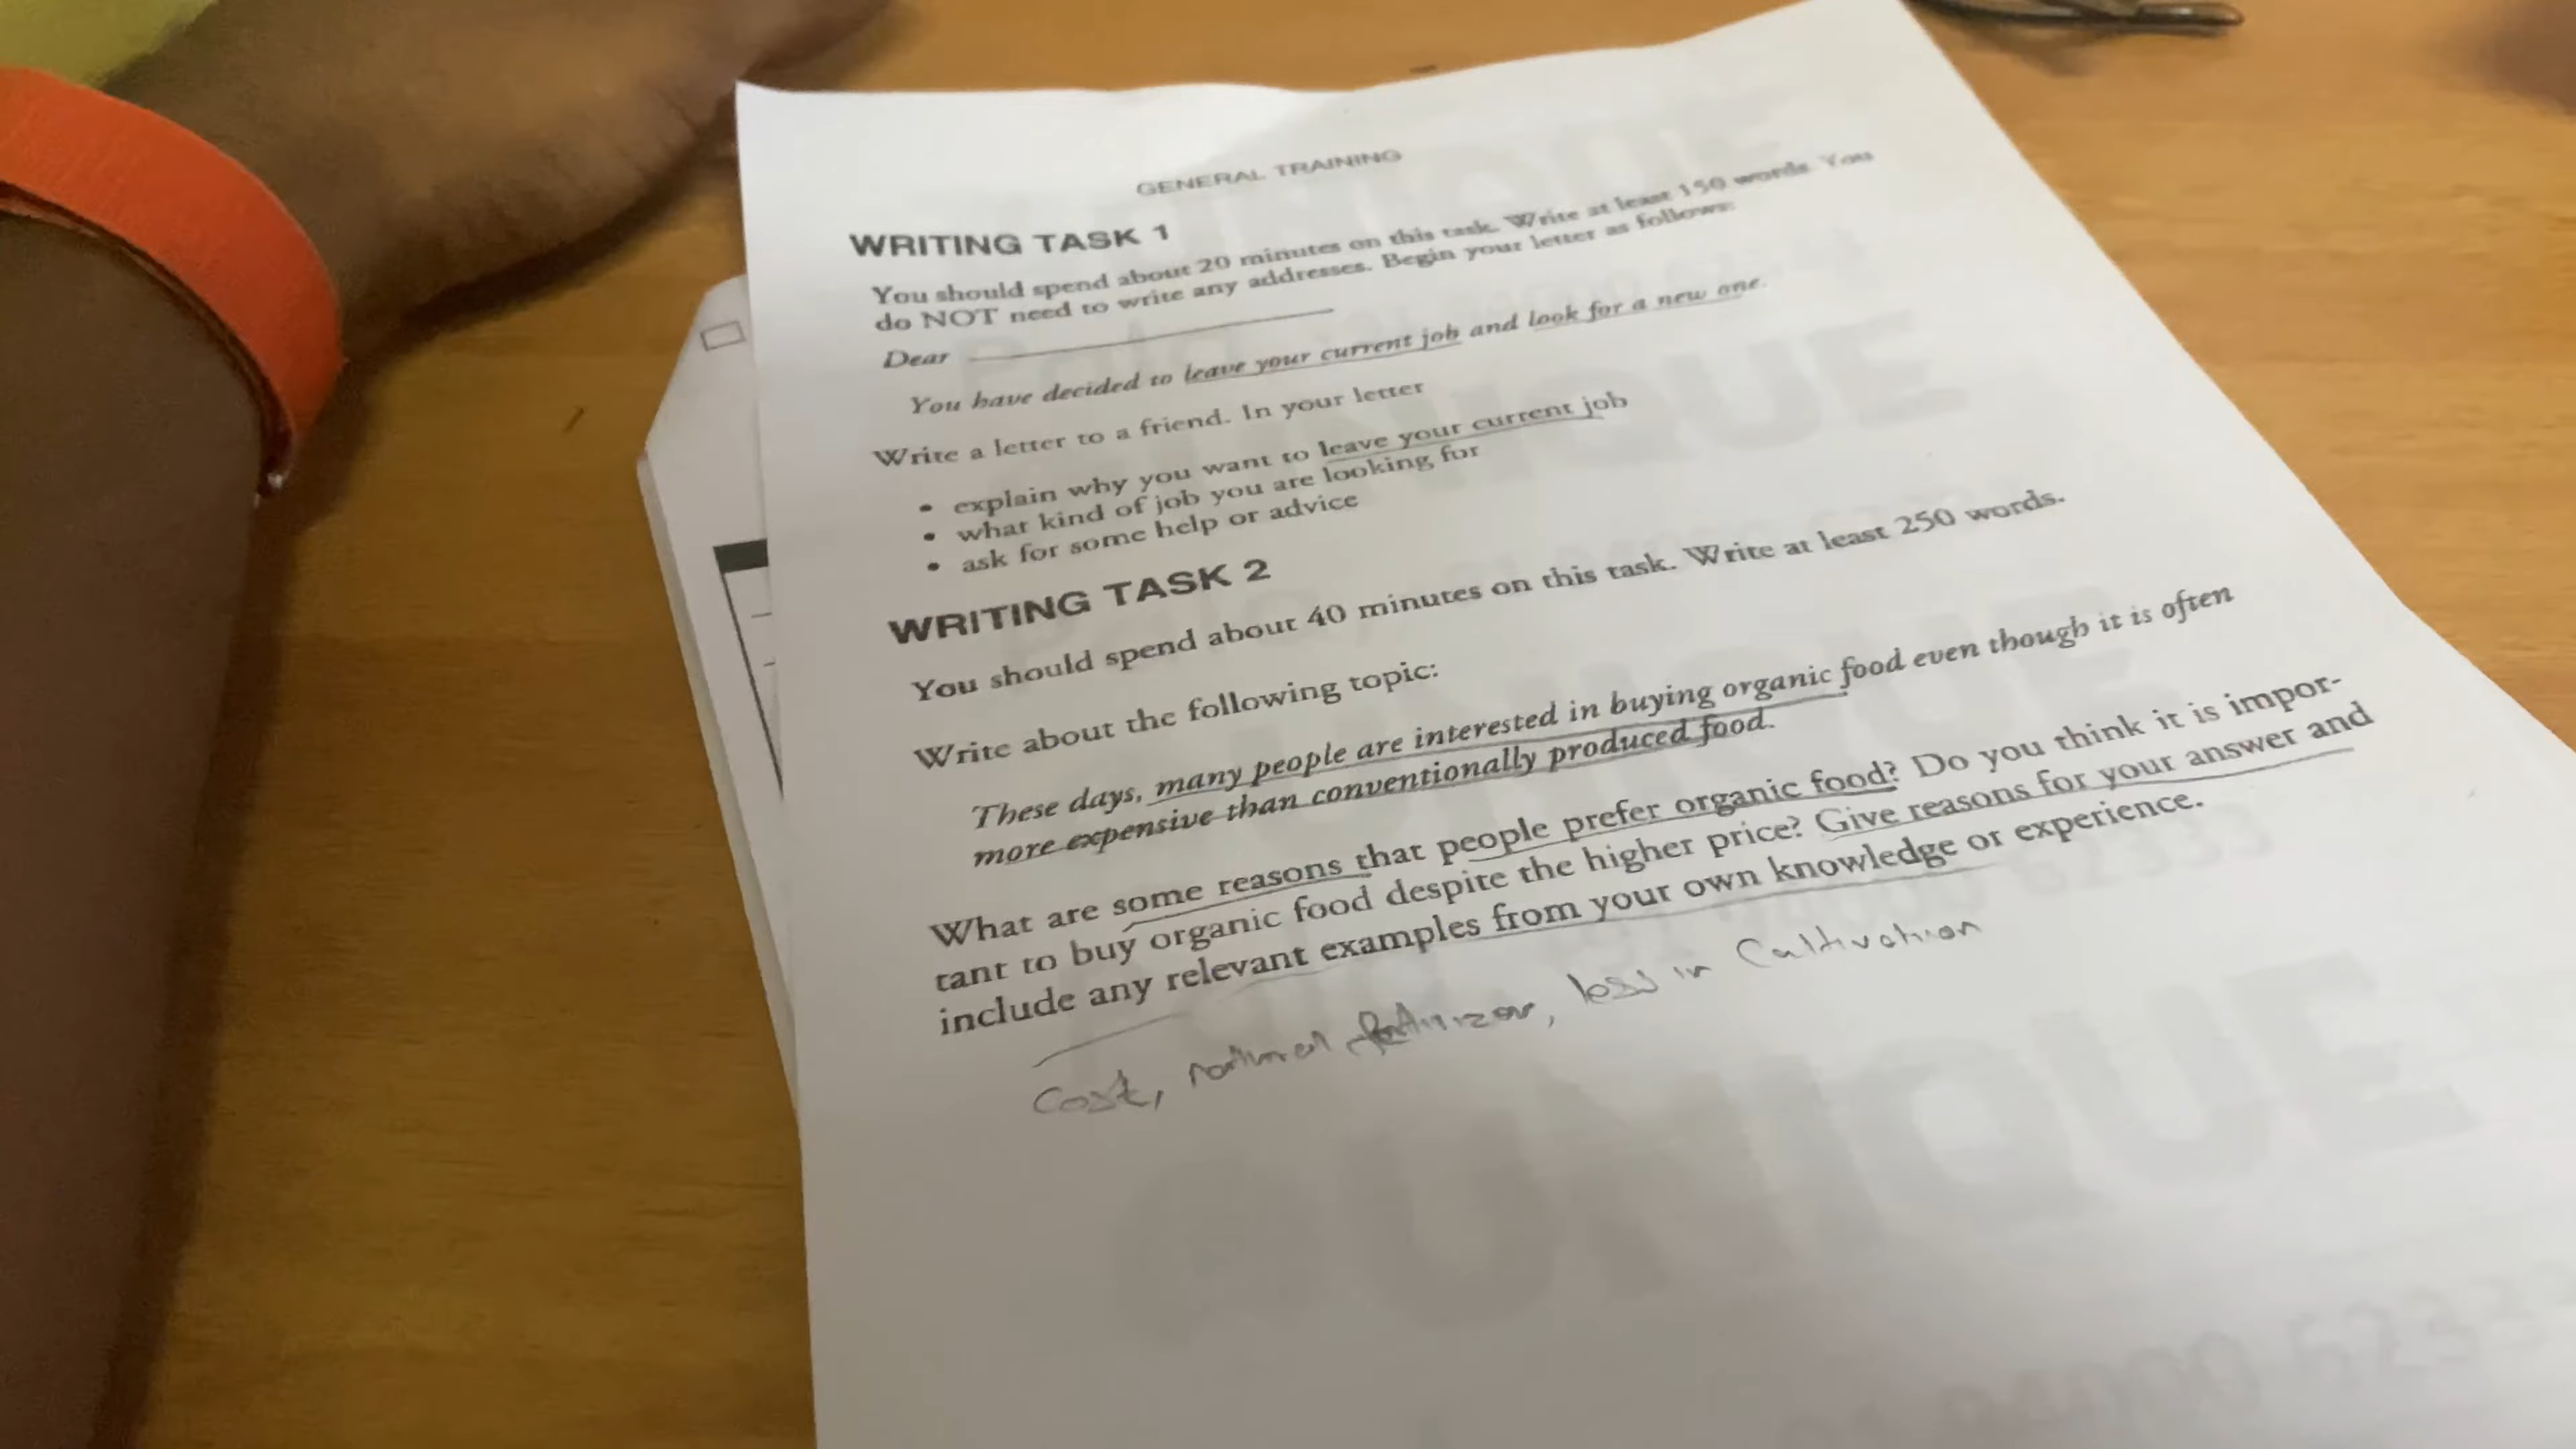 GENERAL TRAINING
WRITING TASK 1
You should spend about 20 minutes on this task. Write at least 150 words. You
do NOT need to write any addresses. Begin your letter as follows:
Dear
You have decided to leave your current job and look for a new one.
Write a letter to a friend. In your letter
• explain why you want to leave your current job
• what kind of job you are looking for
• ask for some help or advice
WRITING TASK 2
You should spend about 40 minutes on this task. Write at least 250 words.
Write about the following topic:
These days, many people are interested in buying organic food even though it is often
more expensive than conventionally produced food.
What are some reasons that people prefer organic food? Do you think it is impor-
tant to buy organic food despite the higher price? Give reasons for your answer and
include any relevant examples from your own knowledge or experience.
Cost, natural fertilizer, less in Caltivation